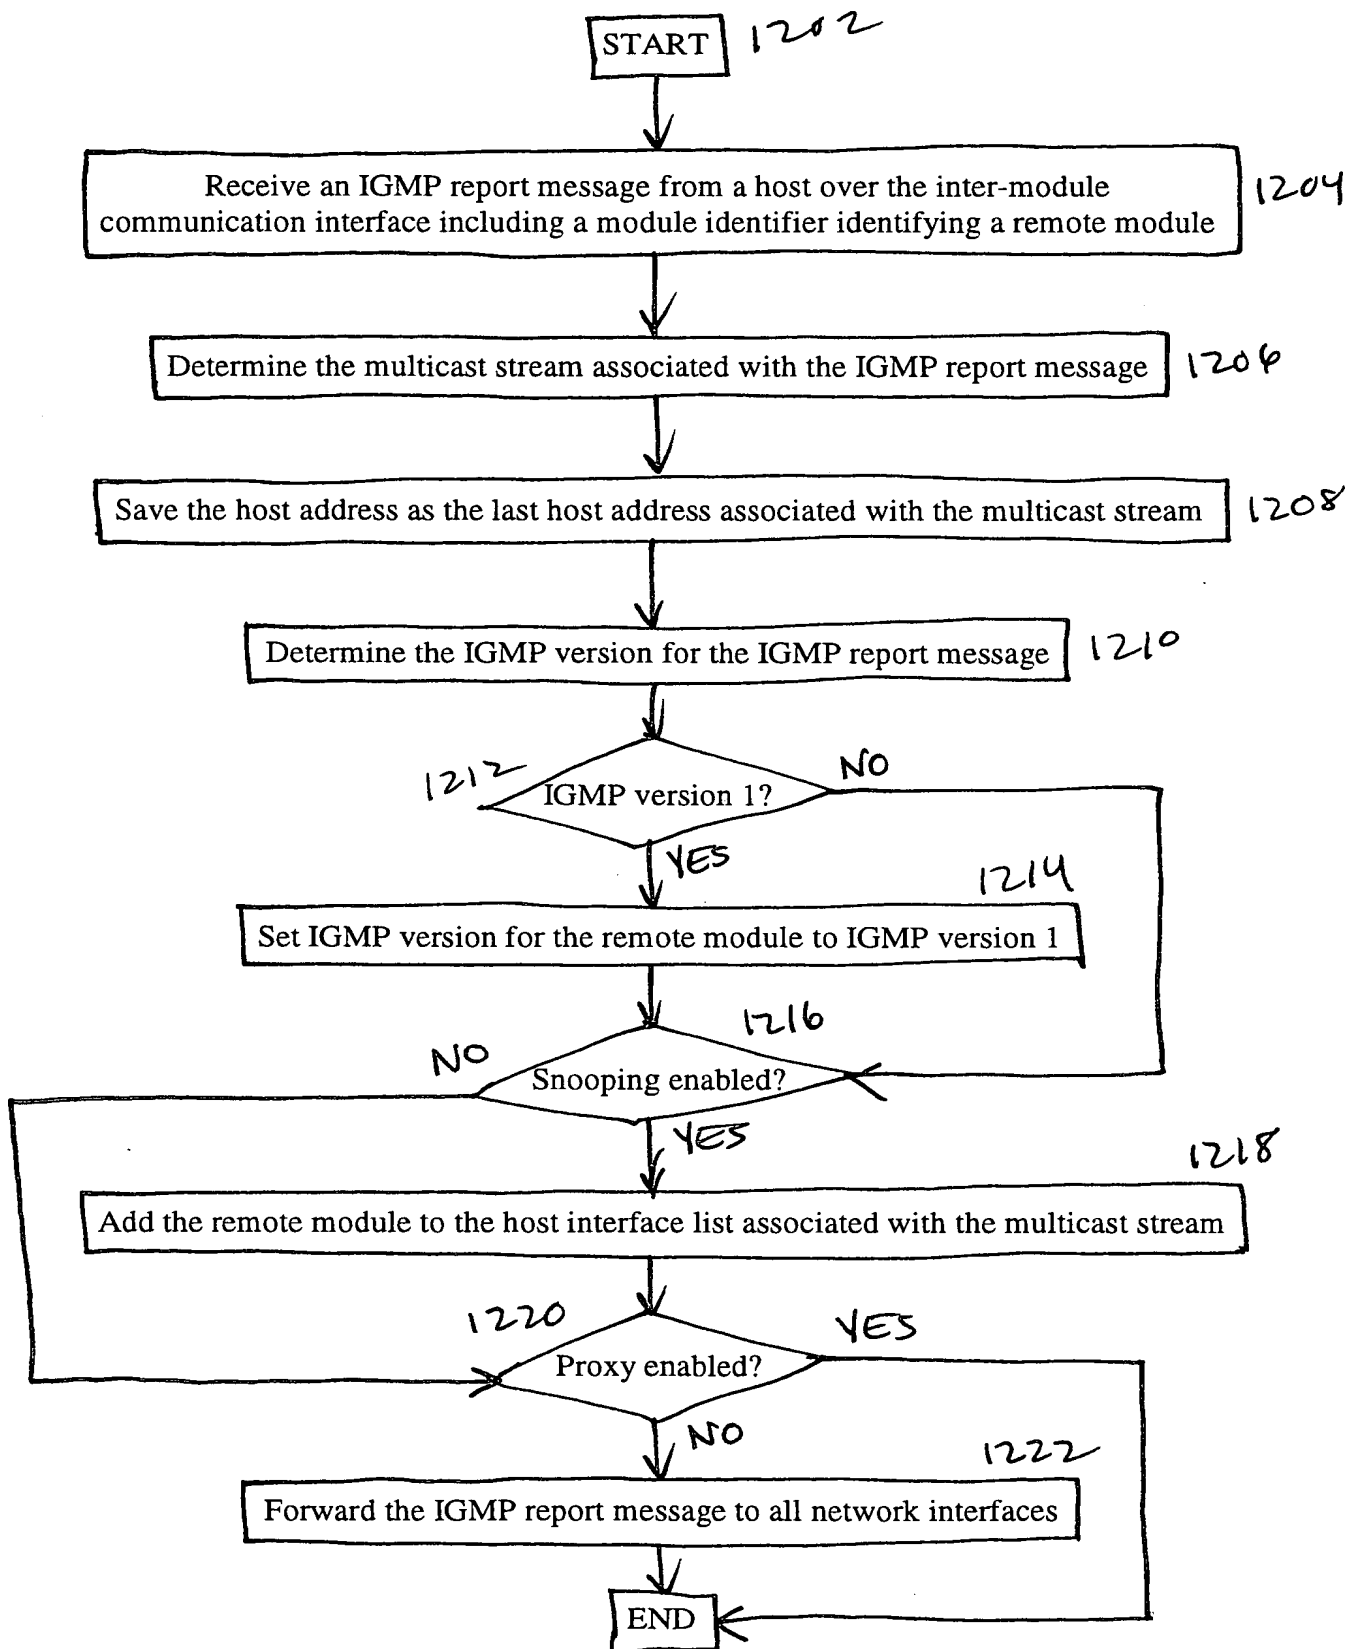 START 1202
Receive an IGMP report message from a host over the inter-module
communication interface including a module identifier identifying a remote module
1204
Determine the multicast stream associated with the IGMP report message 1206
Save the host address as the last host address associated with the multicast stream 1208
Determine the IGMP version for the IGMP report message 1210
1212 IGMP version 1? NO
YES
1214
Set IGMP version for the remote module to IGMP version 1
1216
NO Snooping enabled?
YES
1218
Add the remote module to the host interface list associated with the multicast stream
1220 YES
Proxy enabled?
NO
1222
Forward the IGMP report message to all network interfaces
END